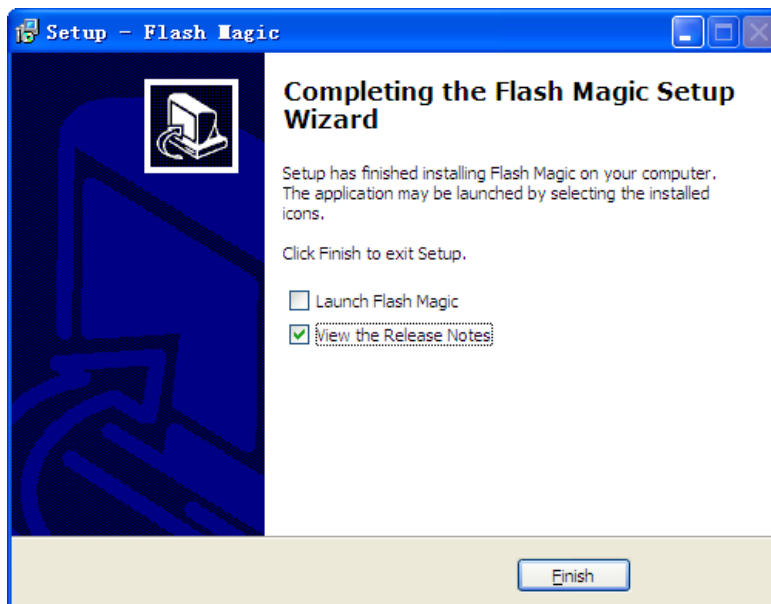 Setup - Flash Magic
Completing the Flash Magic Setup
Wizard
Setup has finished installing Flash Magic on your computer.
The application may be launched by selecting the installed
icons.
Click Finish to exit Setup.
Launch Flash Magic
View the Release Notes
Finish